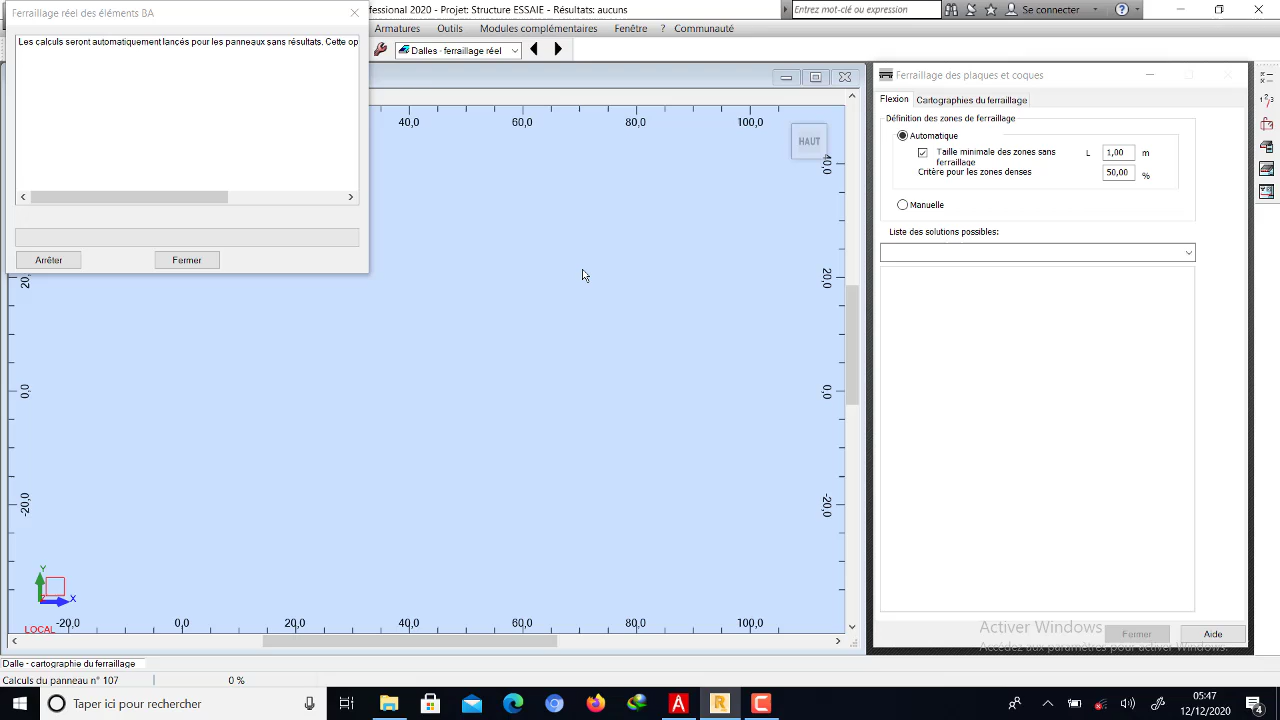 Ferraillage réel des éléments BA
fessional 2020 - Projet: Structure ESSAIE - Résultats: aucuns
Entrez mot-clé ou expression
Se connecter
Armatures
Outils
Modules complémentaires
Fenêtre
?
Communauté
Les calculs seront automatiquement lancés pour les panneaux sans résultats. Cette op
Dalles - ferraillage réel
Arrêter
Fermer
40,0
60,0
80,0
100,0
HAUT
40,0
20,0
20,0
0,0
0,0
-20,0
-20,0
Y
X
LOCAL
-20,0
0,0
20,0
40,0
60,0
80,0
100,0
Ferraillage des plaques et coques
Flexion
Cartographies du ferraillage
Définition des zones de ferraillage
Automatique
Taille minimale des zones sans
ferraillage
L
1,00
m
Critère pour les zones denses
50,00
%
Manuelle
Liste des solutions possibles:
Activer Windows
Accédez aux paramètres pour activer Windows.
Fermer
Aide
Dalle - cartographie du ferraillage
Calculs du panneau n° 107
0 %
Taper ici pour rechercher
05:47
12/12/2020
4